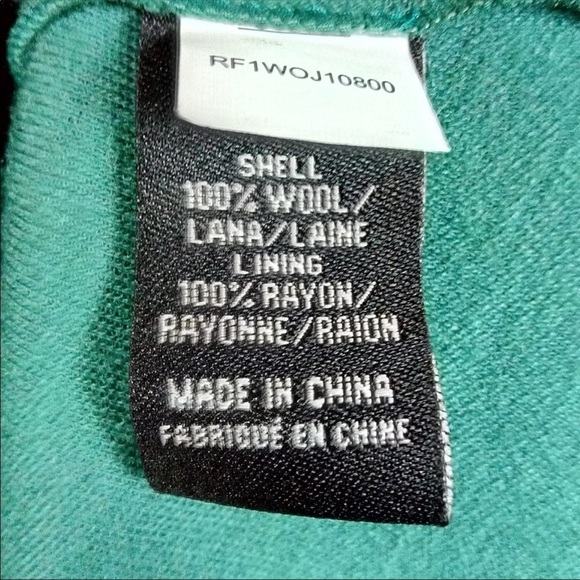 RF1WOJ10800
SHELL
100% WOOL/
LANA/LAINE
LINING
100% RAYON/
RAYONNE/RAION
MADE IN CHINA
FABRIQUÉ EN CHINE